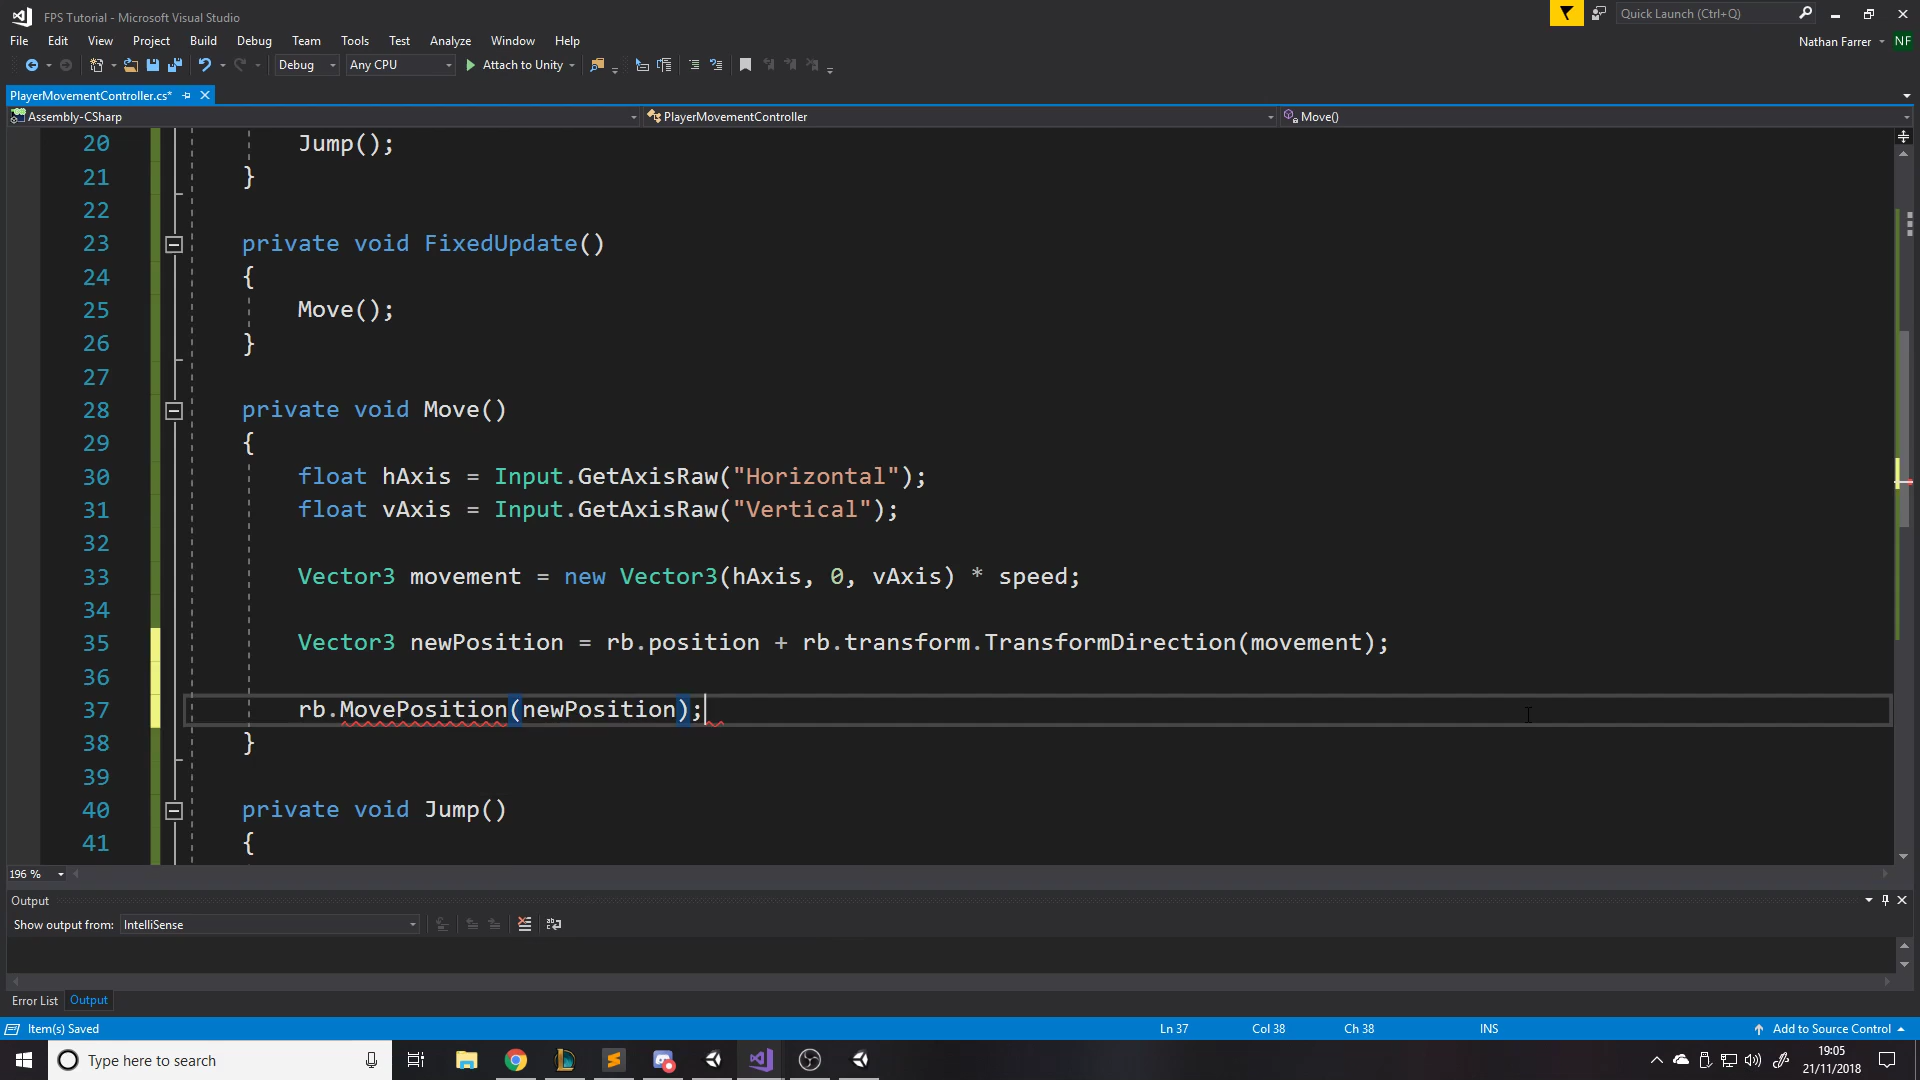 FPS Tutorial - Microsoft Visual Studio
Quick Launch (Ctrl+Q)
File Edit View Project Build Debug Team Tools Test Analyze Window Help
Nathan Farrer NF
Debug Any CPU Attach to Unity
PlayerMovementController.cs*
Assembly-CSharp PlayerMovementController Move()
20 Jump();
21 }
22
23 private void FixedUpdate()
24 {
25 Move();
26 }
27
28 private void Move()
29 {
30 float hAxis = Input.GetAxisRaw("Horizontal");
31 float vAxis = Input.GetAxisRaw("Vertical");
32
33 Vector3 movement = new Vector3(hAxis, 0, vAxis) * speed;
34
35 Vector3 newPosition = rb.position + rb.transform.TransformDirection(movement);
36
37 rb.MovePosition(newPosition);
38 }
39
40 private void Jump()
41 {
196 %
Output
Show output from: IntelliSense
Error List Output
Item(s) Saved Ln 37 Col 38 Ch 38 INS Add to Source Control
Type here to search
19:05
21/11/2018